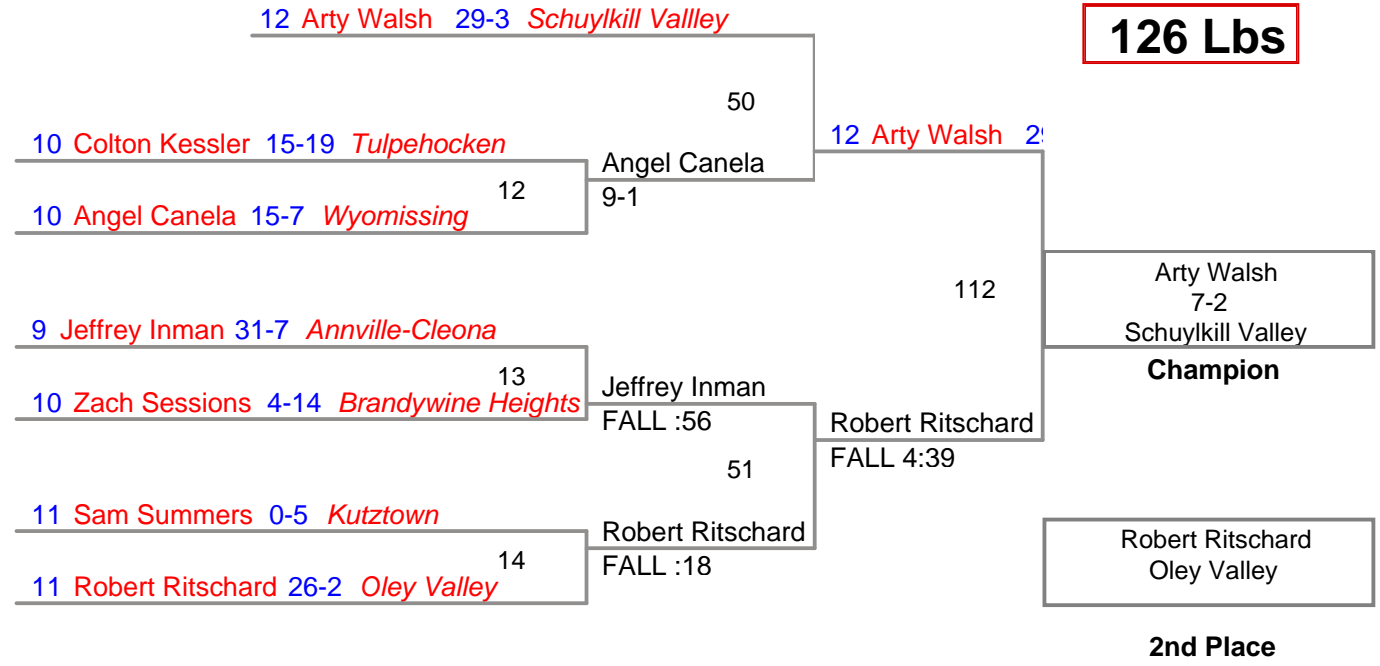 12 Arty Walsh 29-3 Schuylkill Vallley
126 Lbs
50
10 Colton Kessler 15-19 Tulpehocken
12 Arty Walsh 29
Angel Canela
12
9-1
10 Angel Canela 15-7 Wyomissing
112
Arty Walsh
7-2
Schuylkill Valley
Champion
9 Jeffrey Inman 31-7 Annville-Cleona
13
Jeffrey Inman
10 Zach Sessions 4-14 Brandywine Heights
FALL :56
Robert Ritschard
FALL 4:39
51
11 Sam Summers 0-5 Kutztown
Robert Ritschard
14
FALL :18
11 Robert Ritschard 26-2 Oley Valley
Robert Ritschard
Oley Valley
2nd Place